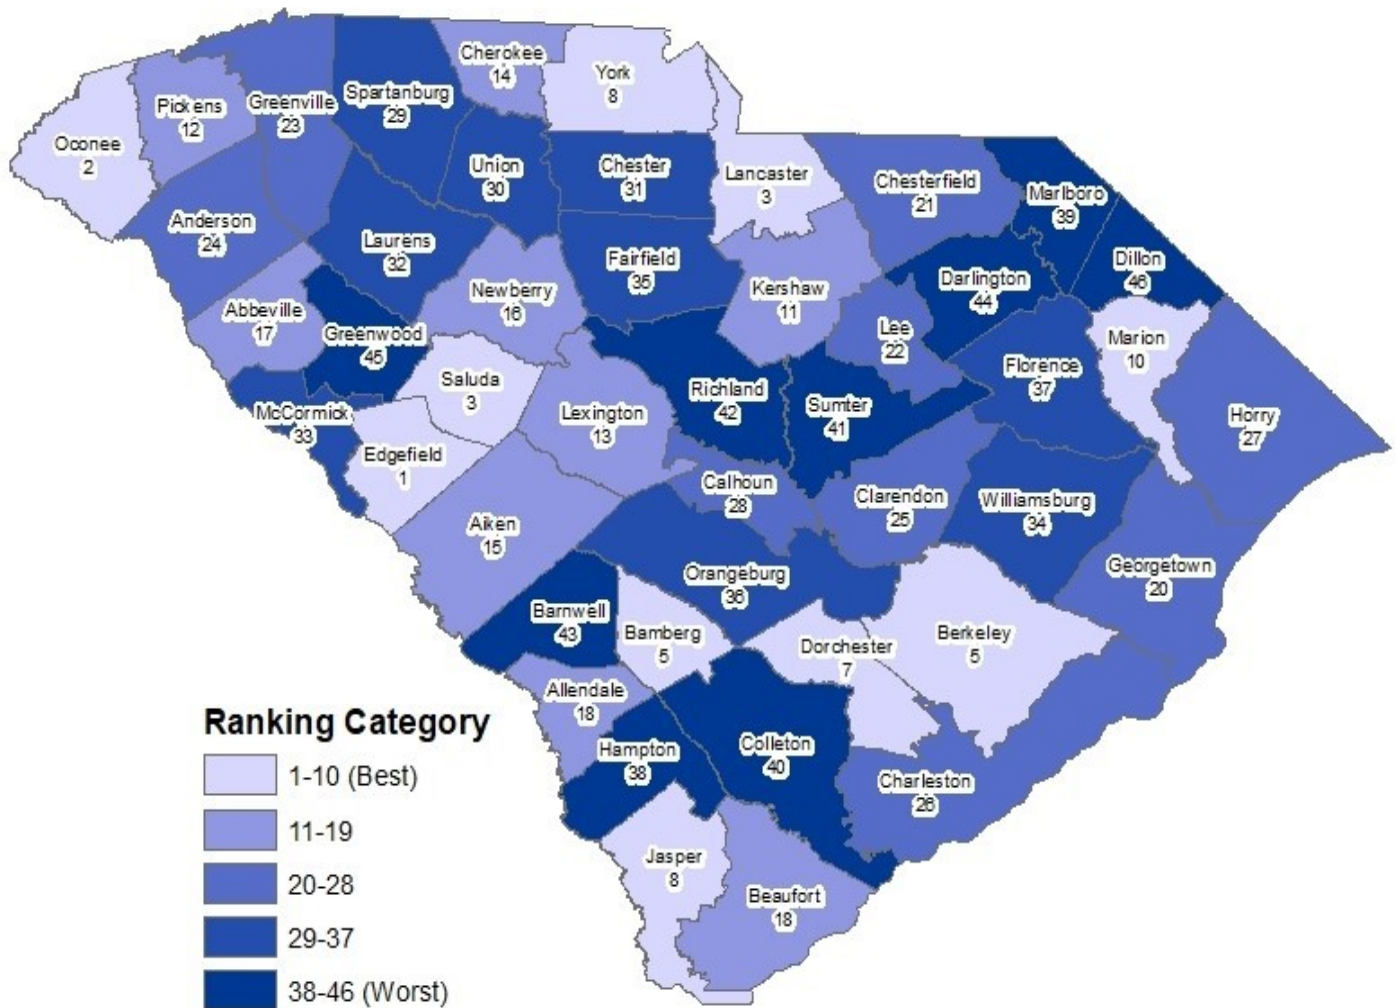 Cherokee
14
York
8
Pickens
12
Greenville
23
Spartanburg
29
Oconee
2
Union
30
Chester
31
Lancaster
3
Chesterfield
21
Marlboro
39
Anderson
24
Laurens
32
Fairfield
35
Dillon
46
Darlington
44
Newberry
16
Kershaw
11
Abbeville
17
Greenwood
45
Lee
22
Marion
10
Florence
37
Saluda
3
Richland
42
Sumter
41
McCormick
33
Lexington
13
Horry
27
Edgefield
1
Calhoun
28
Clarendon
25
Williamsburg
34
Aiken
15
Orangeburg
36
Georgetown
20
Barnwell
43
Bamberg
5
Dorchester
7
Berkeley
5
Allendale
18
Hampton
38
Colleton
40
Charleston
26
Jasper
8
Beaufort
18
Ranking Category
1-10 (Best)
11-19
20-28
29-37
38-46 (Worst)